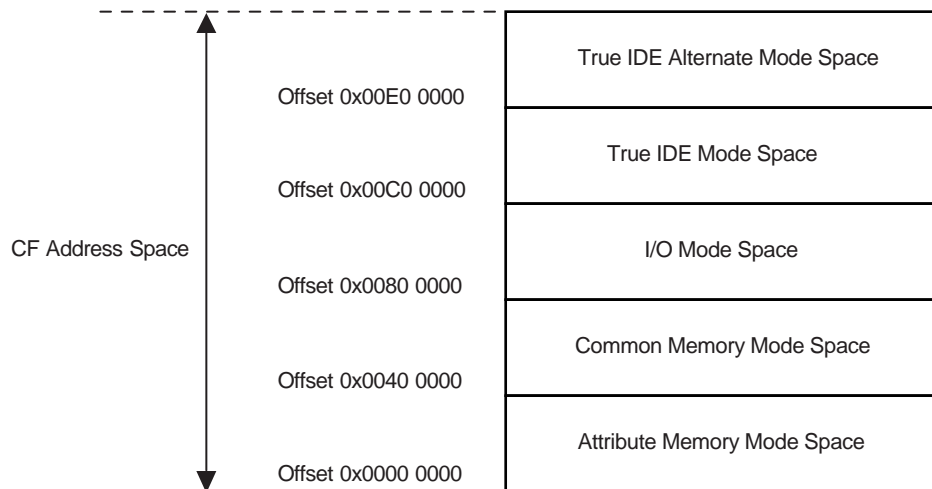 True IDE Alternate Mode Space
Offset 0x00E0 0000
True IDE Mode Space
Offset 0x00C0 0000
CF Address Space
I/O Mode Space
Offset 0x0080 0000
Common Memory Mode Space
Offset 0x0040 0000
Attribute Memory Mode Space
Offset 0x0000 0000